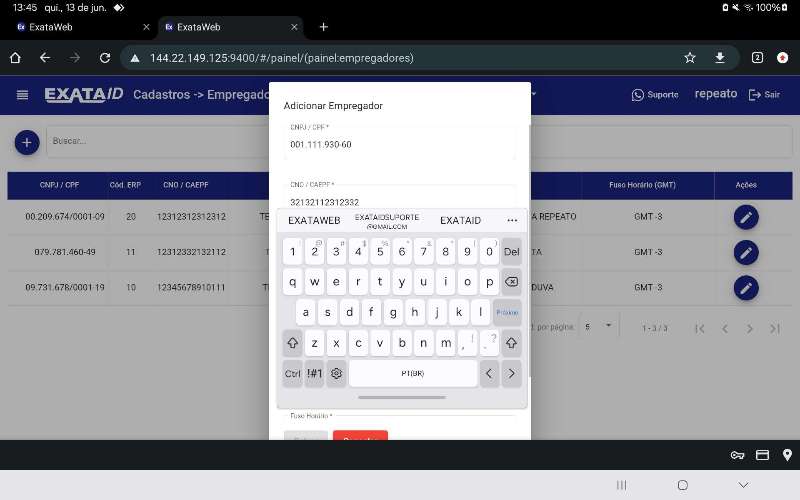 13:45 qui., 13 de jun.
100%
ExataWeb
ExataWeb
144.22.149.125:9400/#/painel/(painel:empregadores)
2
EXATA ID
Cadastros -> Empregado
Suporte
repeato
Sair
Adicionar Empregador
CNPJ / CPF *
001.111.930-60
CNO / CAEPF *
32132112312332
Buscar...
CNPJ / CPF Cód. ERP CNO / CAEPF Fuso Horário (GMT) Ações
00.209.674/0001-09 20 12312312312312 TE A REPEATO GMT -3
079.781.460-49 11 12312332132112 TA GMT -3
09.731.678/0001-19 10 12345678910111 DUVA GMT -3
por página: 5 1 - 3 / 3
EXATAWEB EXATAIDSUPORTE @GMAIL.COM EXATAID ...
1 2 3 4 5 6 7 8 9 0 Del
q w e r t y u i o p
a s d f g h j k l Próximo
z x c v b n m , ! . ?
Ctrl !#1 PT(BR) < >
Fuso Horário *